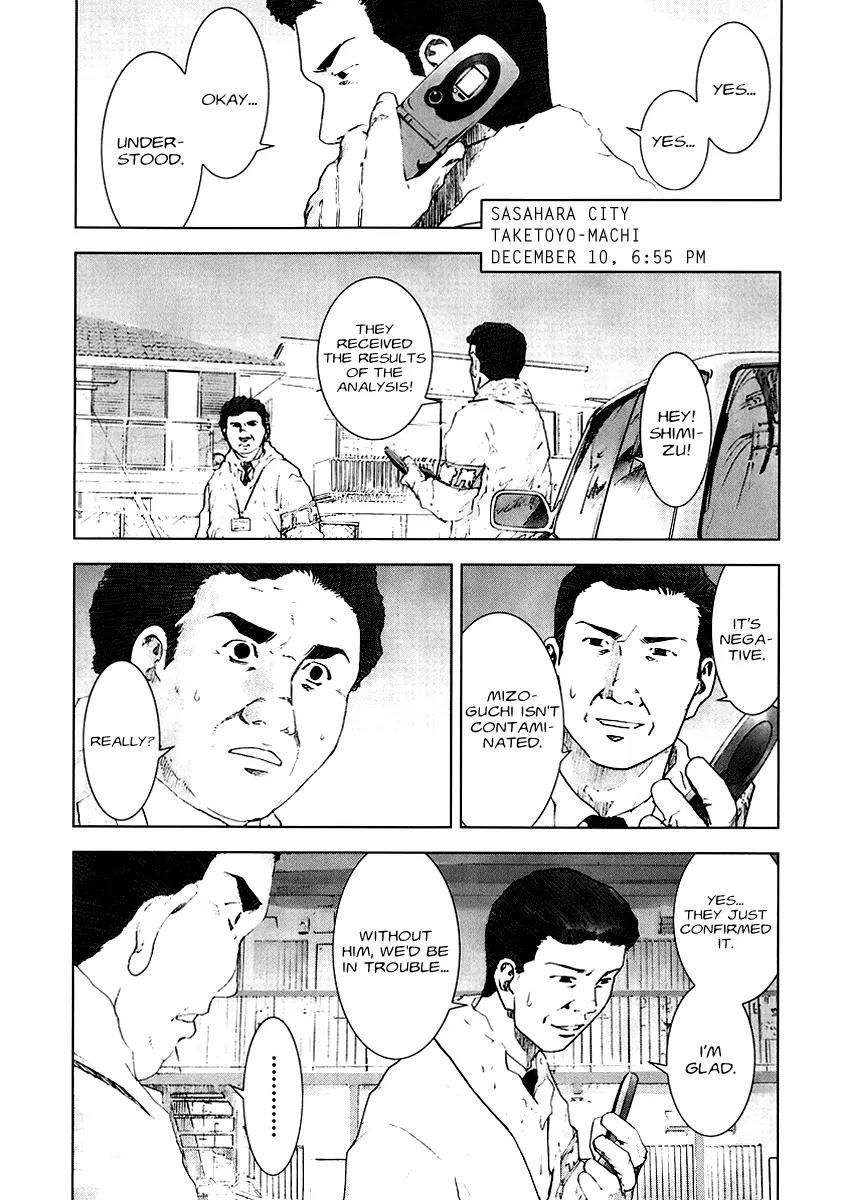 YES...
YES...
OKAY...
UNDER-
STOOD.
SASAHARA CITY
TAKETOYO-MACHI
DECEMBER 10, 6:55 PM
HEY!
SHIMI-
ZU!
THEY
RECEIVED
THE RESULTS
OF THE
ANALYSIS!
IT'S
NEGA-
TIVE.
MIZO-
GUCHI ISN'T
CONTAMI-
NATED.
REALLY?
YES...
THEY JUST
CONFIRMED
IT.
I'M
GLAD.
WITHOUT
HIM, WE'D BE
IN TROUBLE...
..........